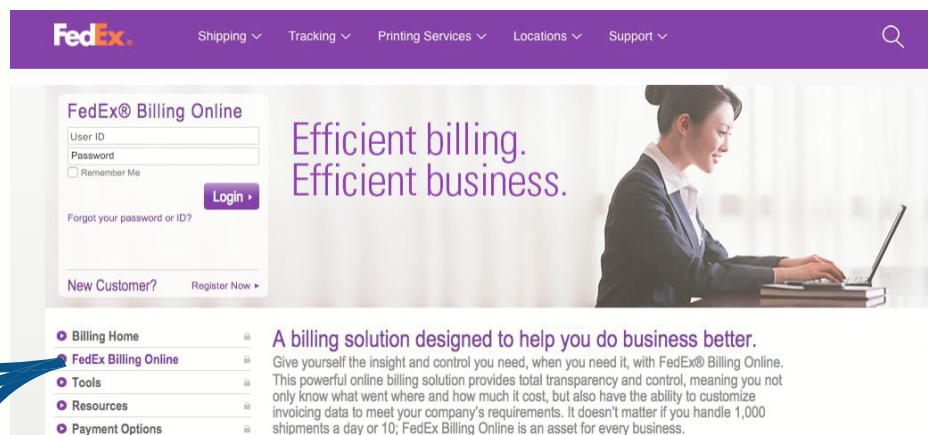 FedEx®
Shipping
Tracking
Printing Services
Locations
Support
FedEx® Billing Online
User ID
Password
Remember Me
Login
Forgot your password or ID?
New Customer? Register Now
Efficient billing.
Efficient business.
Billing Home
FedEx Billing Online
Tools
Resources
Payment Options
A billing solution designed to help you do business better.
Give yourself the insight and control you need, when you need it, with FedEx® Billing Online.
This powerful online billing solution provides total transparency and control, meaning you not
only know what went where and how much it cost, but also have the ability to customize
invoicing data to meet your company's requirements. It doesn't matter if you handle 1,000
shipments a day or 10; FedEx Billing Online is an asset for every business.